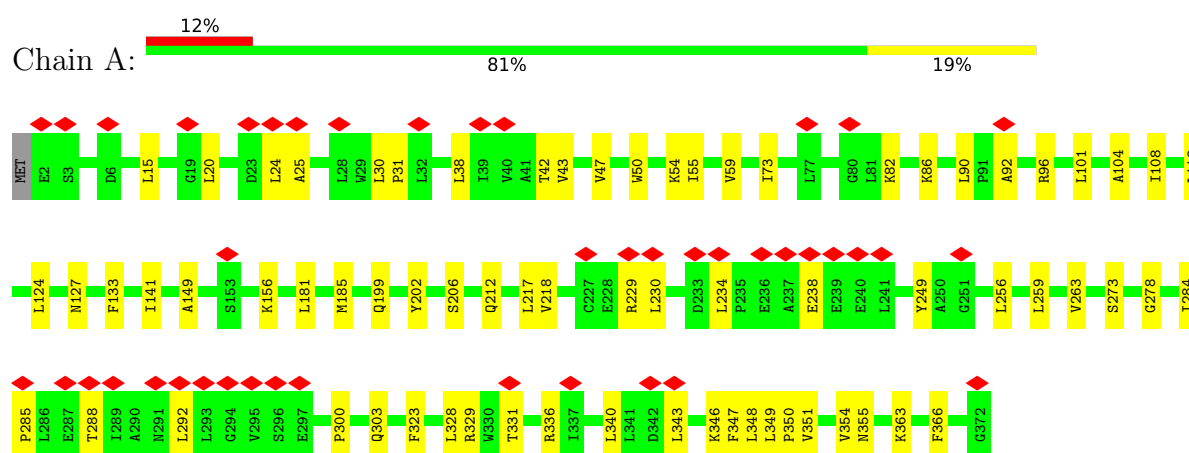 12%
Chain A:
81% 19%
MET E2 S3 D6 L15 G19 L20 D23 L24 A25 L28 W29 L30 P31 L32 L38 I39 V40 A41 T42 V43 V47 W50 K54 I55 V59 I73 L77 G80 L81 K82 K86 L90 P91 A92 R96 L101 A104 I108
L124 N127 F133 I141 A149 S153 K156 L181 M185 Q199 Y202 S206 Q212 L217 V218 C227 E228 R229 L230 D233 L234 P235 E236 A237 E238 E239 E240 L241 Y249 A250 G251 L256 L259 V263 S273 G278
P285 L286 E287 T288 I289 A290 N291 L292 L293 G294 V295 S296 E297 P300 Q303 F323 L328 R329 W330 T331 R336 I337 L340 L341 D342 L343 K346 F347 L348 L349 P350 V351 V354 N355 K363 F366 G372